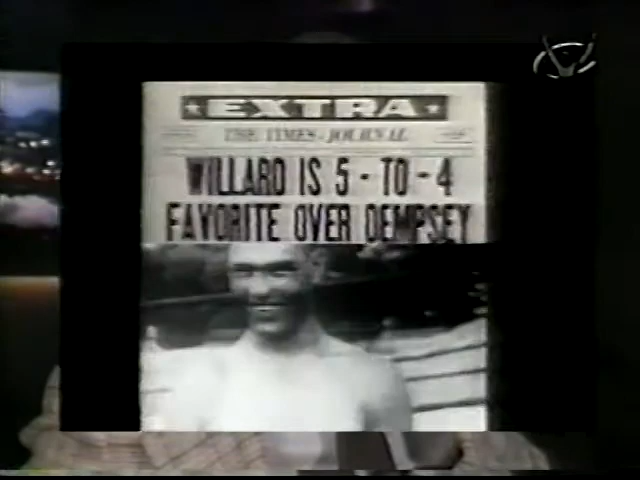 EXTRA
THE TIMES-JOURNAL
WILLARD IS 5-TO-4
FAVORITE OVER DEMPSEY